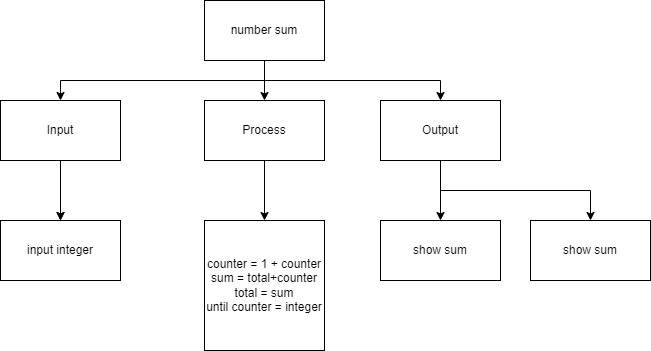 number sum
Input
Process
Output
input integer
counter = 1 + counter
sum = total+counter
total = sum
until counter = integer
show sum
show sum